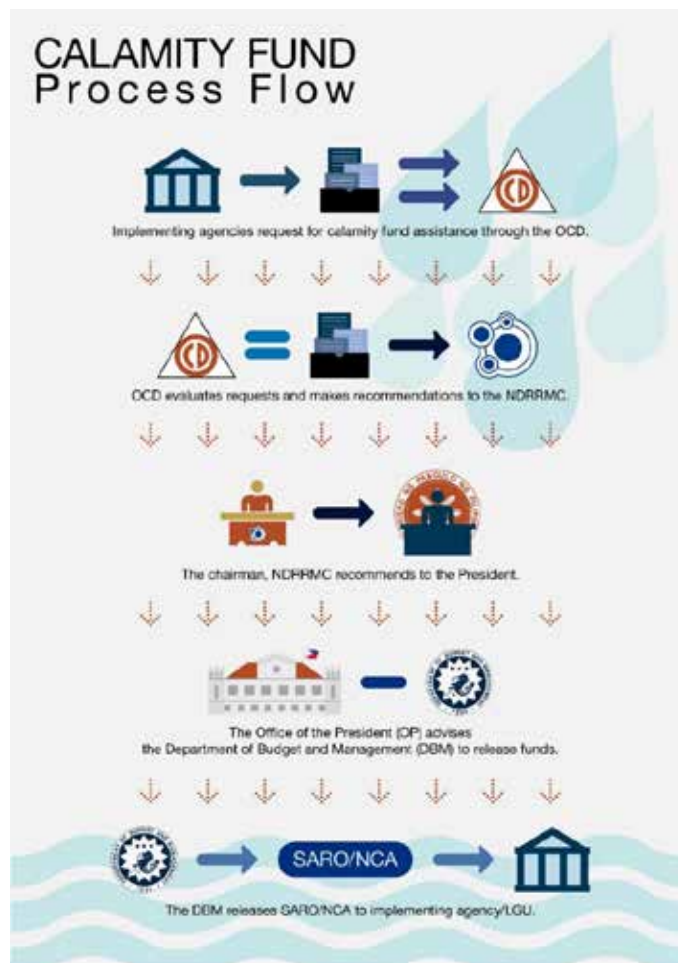 CALAMITY FUND
Process Flow
CD
Implementing agencies request for calamity fund assistance through the OCD.
CD
OCD evaluates requests and makes recommendations to the NDRRMC.
The chairman, NDRRMC recommends to the President.
The Office of the President (OP) advises
the Department of Budget and Management (DBM) to release funds.
SARO/NCA
The DBM releases SARO/NCA to implementing agency/LGU.